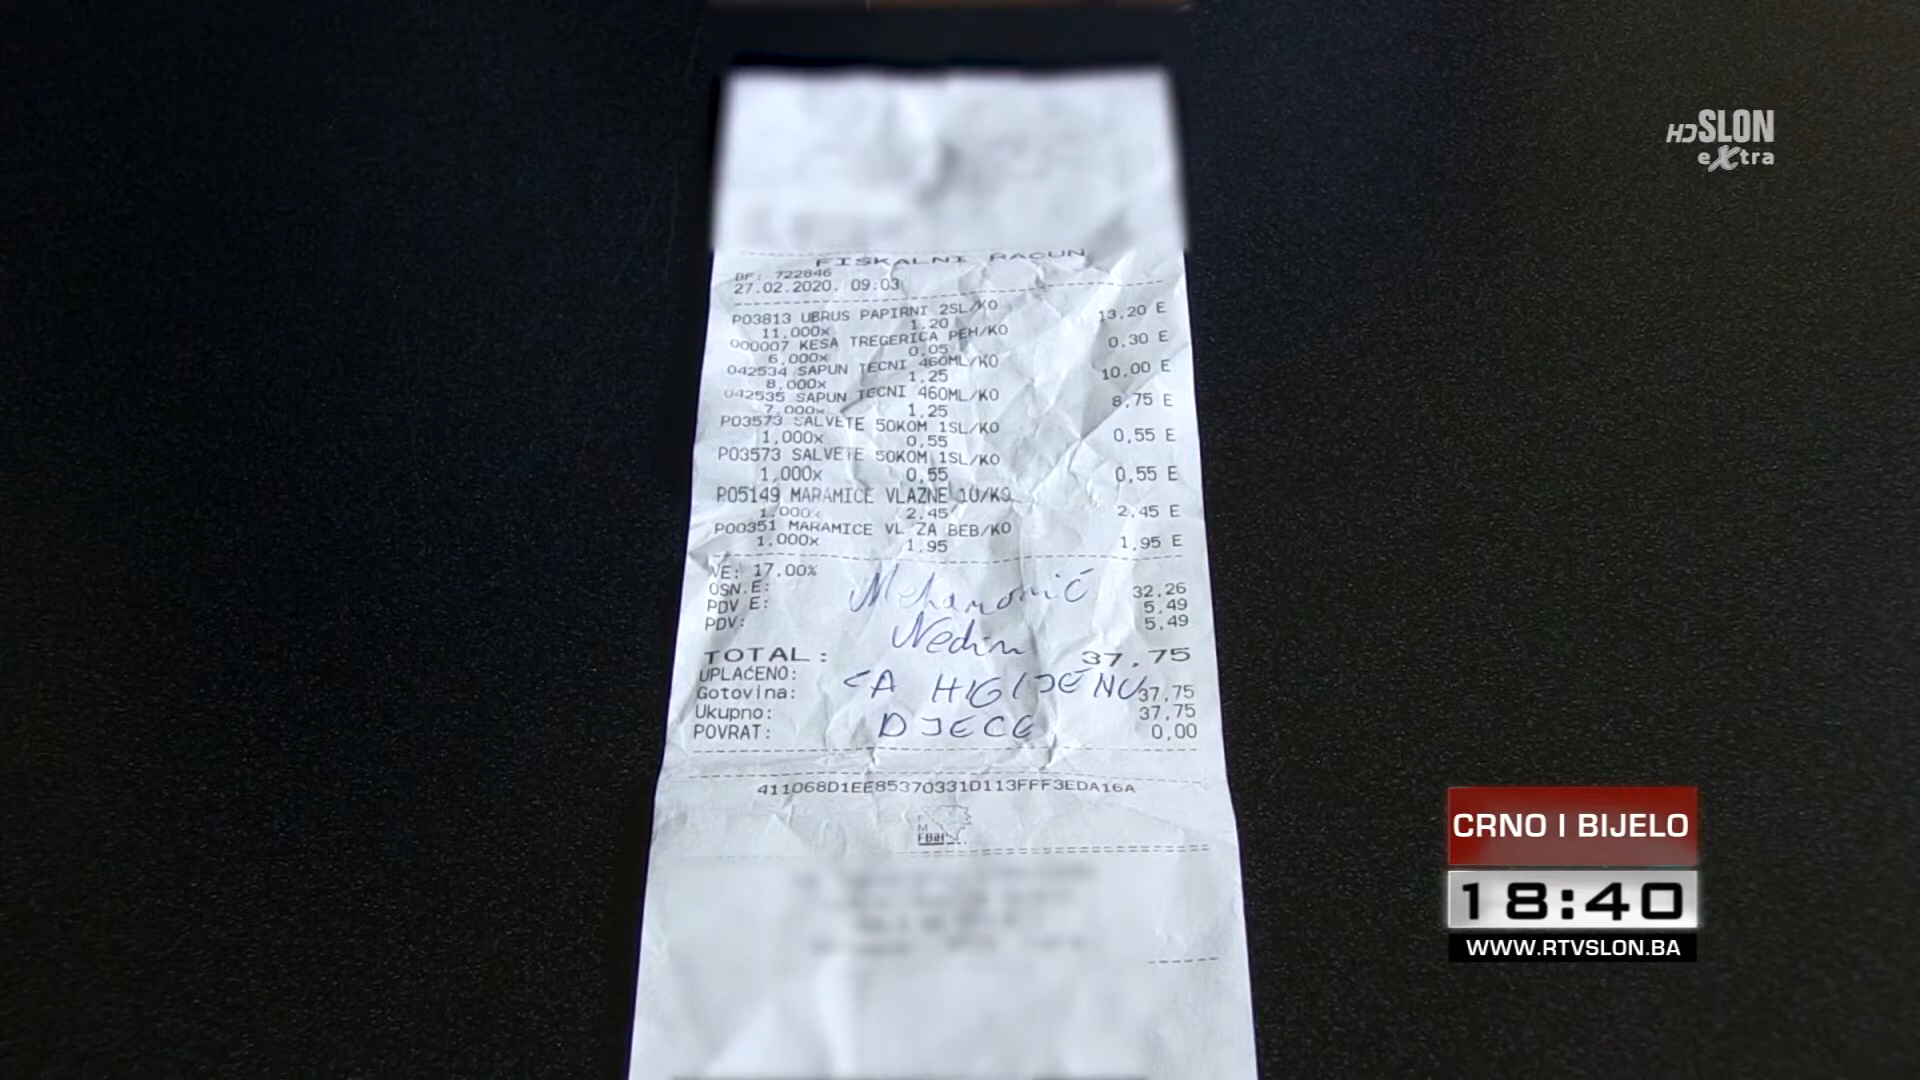 HD SLON
eXtra
FISKALNI RAČUN
BF: 722846
27.02.2020. 09:03
P03813 UBRUS PAPIRNI 2SL/KO
11,000x 1,20 13,20 E
000007 KESA TREGERICA PEH/KO
6,000x 0,05 0,30 E
042534 SAPUN TECNI 460ML/KO
8,000x 1,25 10,00 E
042535 SAPUN TECNI 460ML/KO
7,000x 1,25 8,75 E
P03573 SALVETE 50KOM 1SL/KO
1,000x 0,55 0,55 E
P03573 SALVETE 50KOM 1SL/KO
1,000x 0,55 0,55 E
P05149 MARAMICE VLAZNE 10/KO
1,000x 2,45 2,45 E
P00351 MARAMICE VL ZA BEB/KO
1,000x 1,95 1,95 E
VE: 17,00%
OSN.E: 32,26
PDV E: 5,49
PDV: 5,49
Mehanović
Nedim
TOTAL: 37,75
UPLAĆENO:
Gotovina: 37,75
Ukupno: 37,75
POVRAT: 0,00
ZA HIGIJENU
DJECE
411068D1EE85370331D113FFF3EDA16A
F
M
FBiH
CRNO I BIJELO
18:40
WWW.RTVSLON.BA